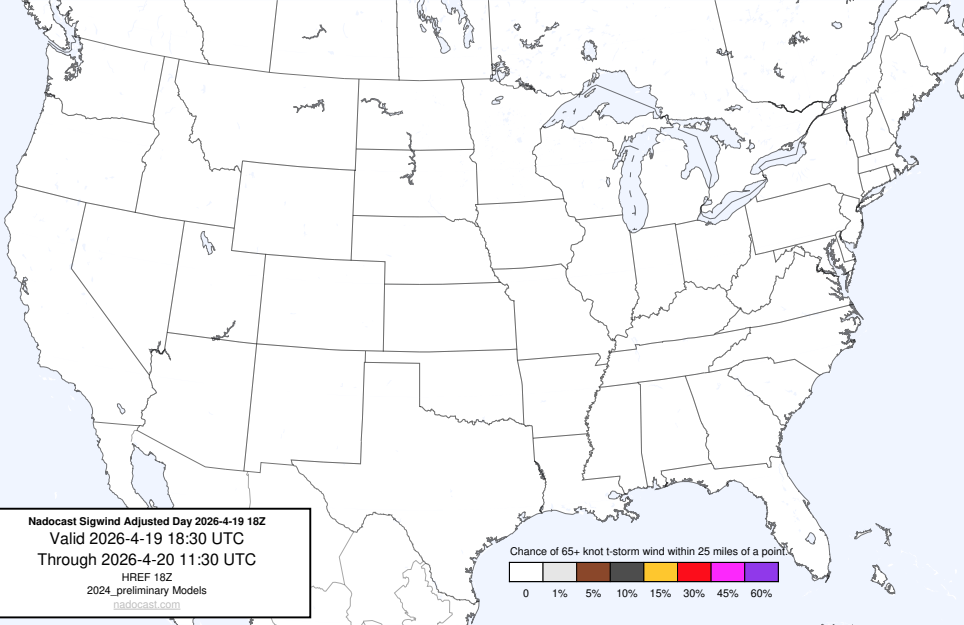 Nadocast Sigwind Adjusted Day 2026-4-19 18Z
Valid 2026-4-19 18:30 UTC
Through 2026-4-20 11:30 UTC
HREF 18Z
2024_preliminary Models
nadocast.com
Chance of 65+ knot t-storm wind within 25 miles of a point.
0 1% 5% 10% 15% 30% 45% 60%